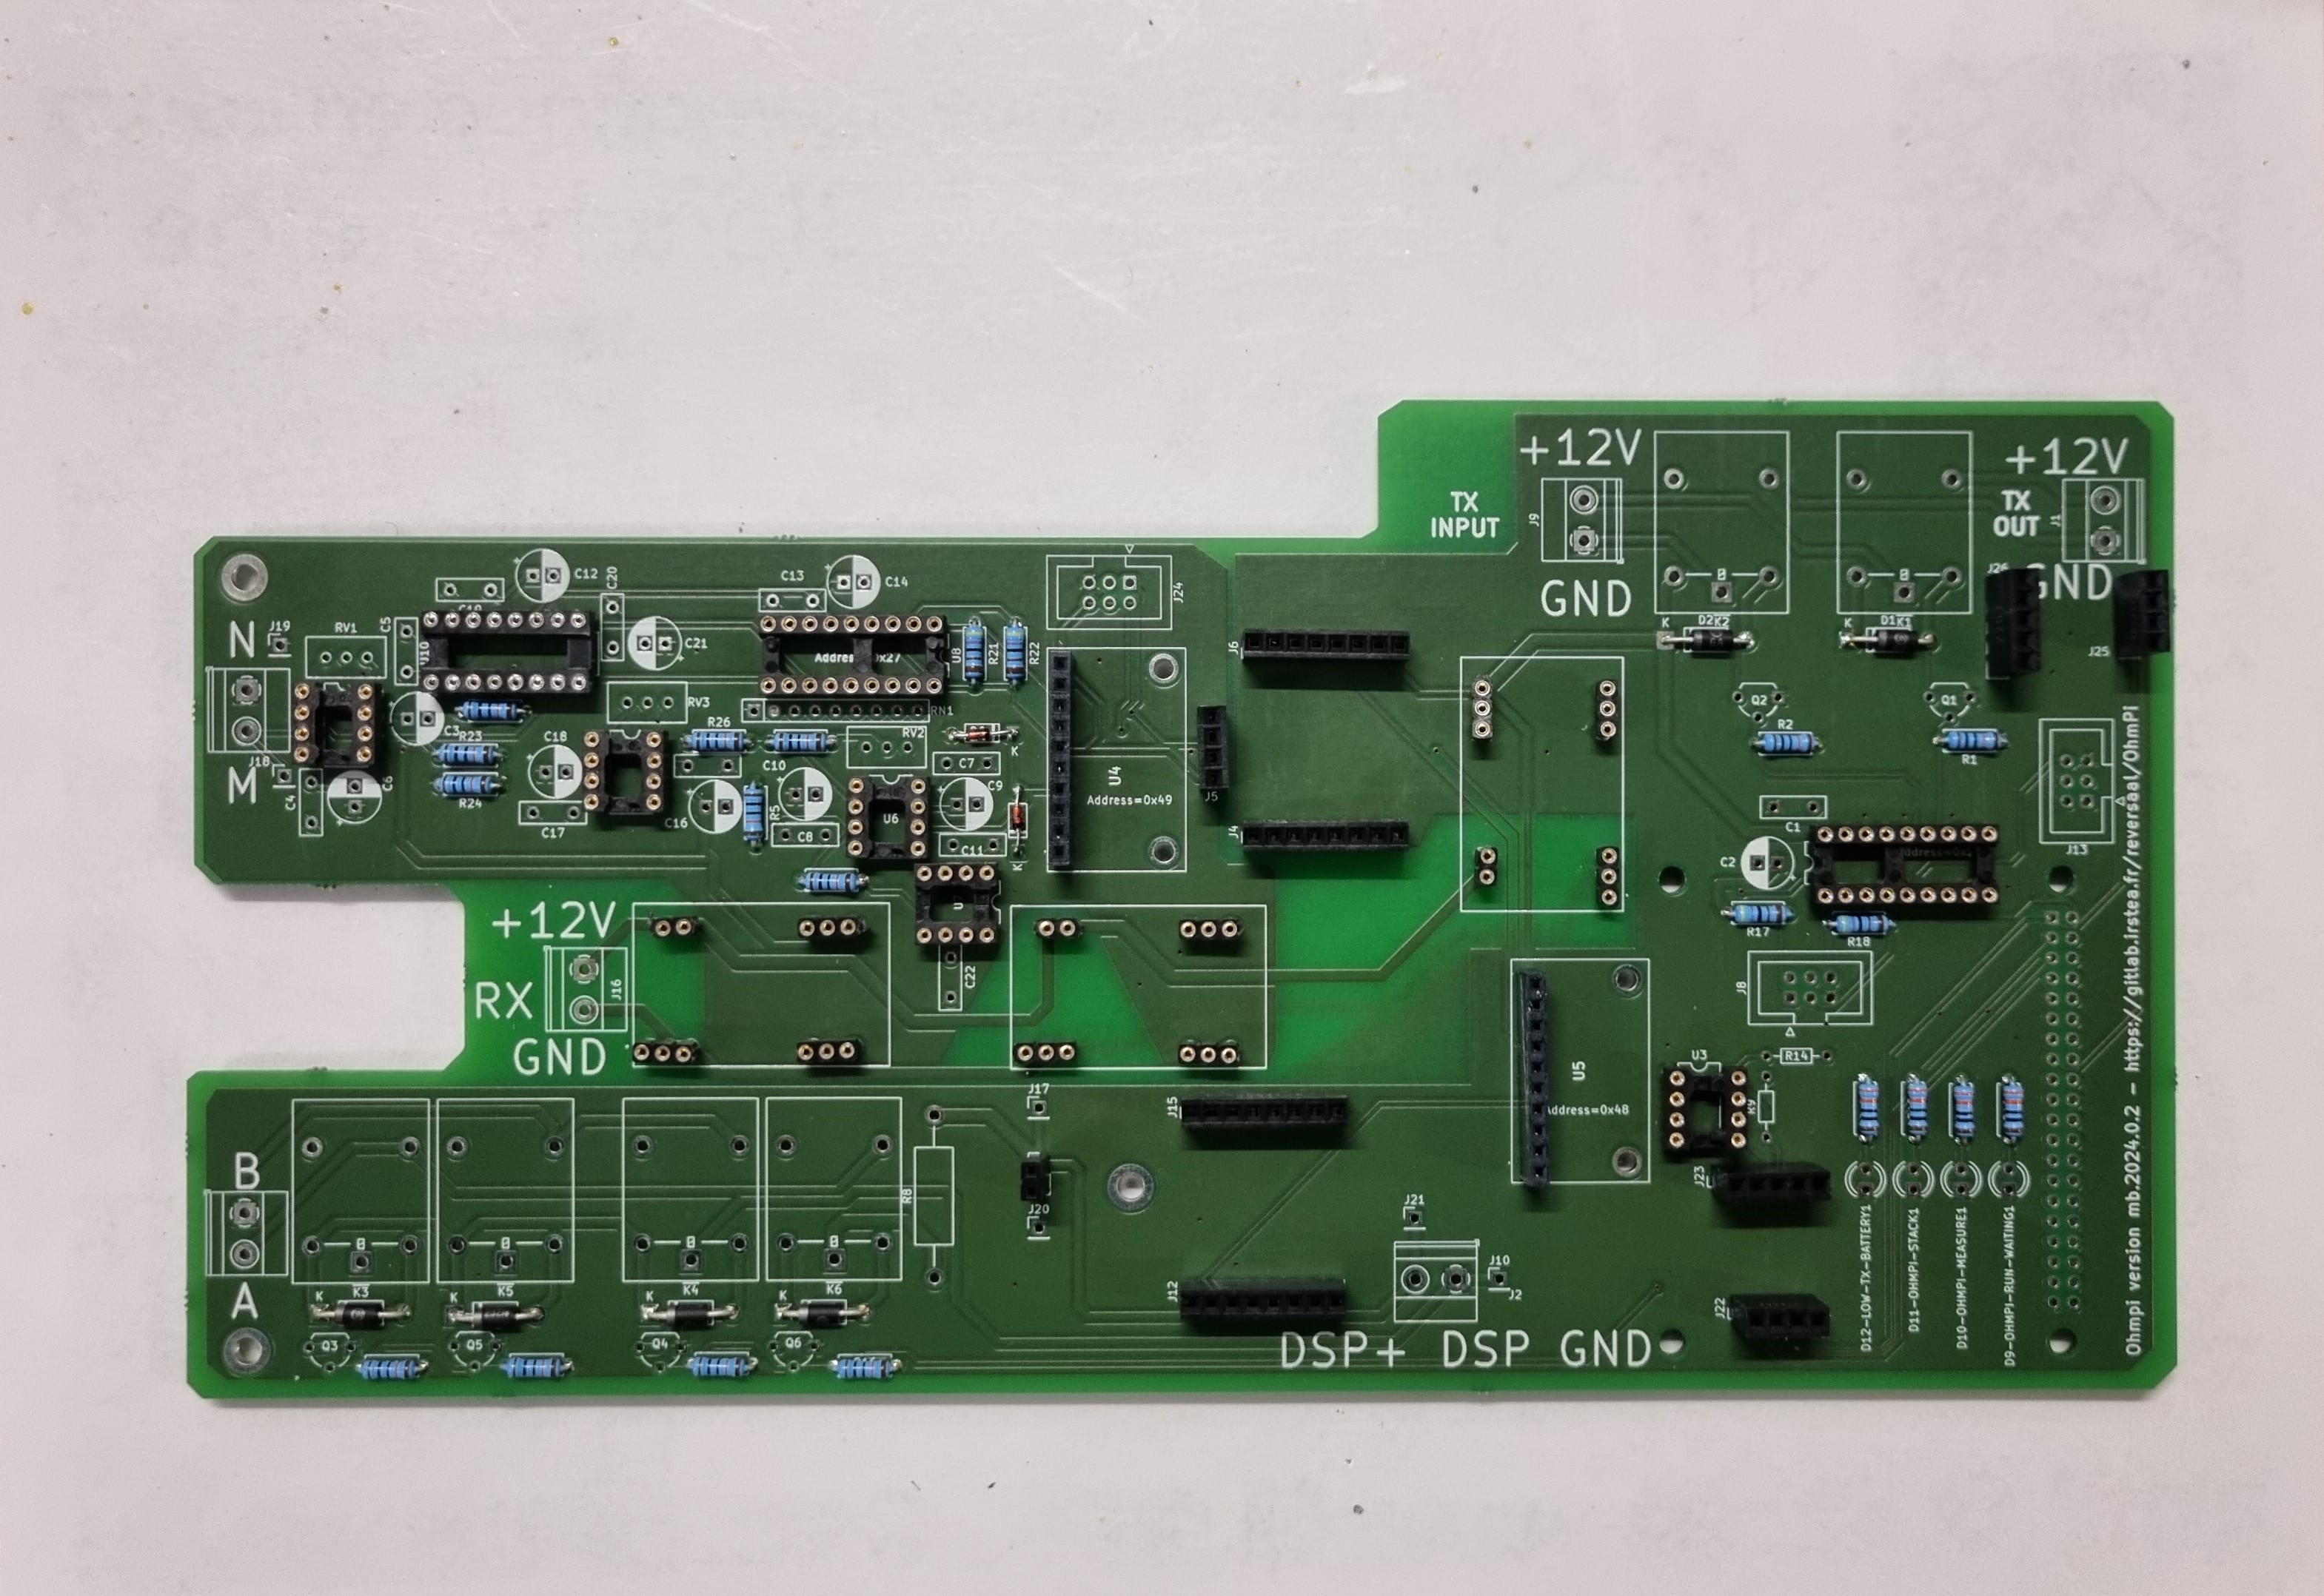 +12V
+12V
TX
INPUT
J9
TX
OUT
J1
GND
GND
J26
J25
C12
C20
C13
C14
J24
N
J19
RV1
C5
U10
C21
Address=0x27
U8
R21
R22
J6
K
D2
K2
K
D1
K1
C3
RV3
RN1
Q2
Q1
R23
R26
RV2
R2
R1
M
J18
C18
C10
C7
K
U4
Address=0x49
J5
J13
C4
C6
R24
C17
C16
R5
C8
U6
C9
C11
K
J4
C1
C2
R17
R18
+12V
RX
GND
J16
C22
J8
U5
Address=0x48
U3
R14
R9
J17
J15
J23
B
A
R8
J20
J21
J10
J2
J12
J22
K
K3
K
K5
K
K4
K
K6
Q3
Q5
Q4
Q6
DSP+ DSP GND
D12-LOW-TX-BATTERY1
D11-OHMPI-STACK1
D10-OHMPI-MEASURE1
D9-OHMPI-RUN-WAITING1
Ohmpi version mb.2024.0.2 - https://gitlab.irstea.fr/reversaal/OhmPi